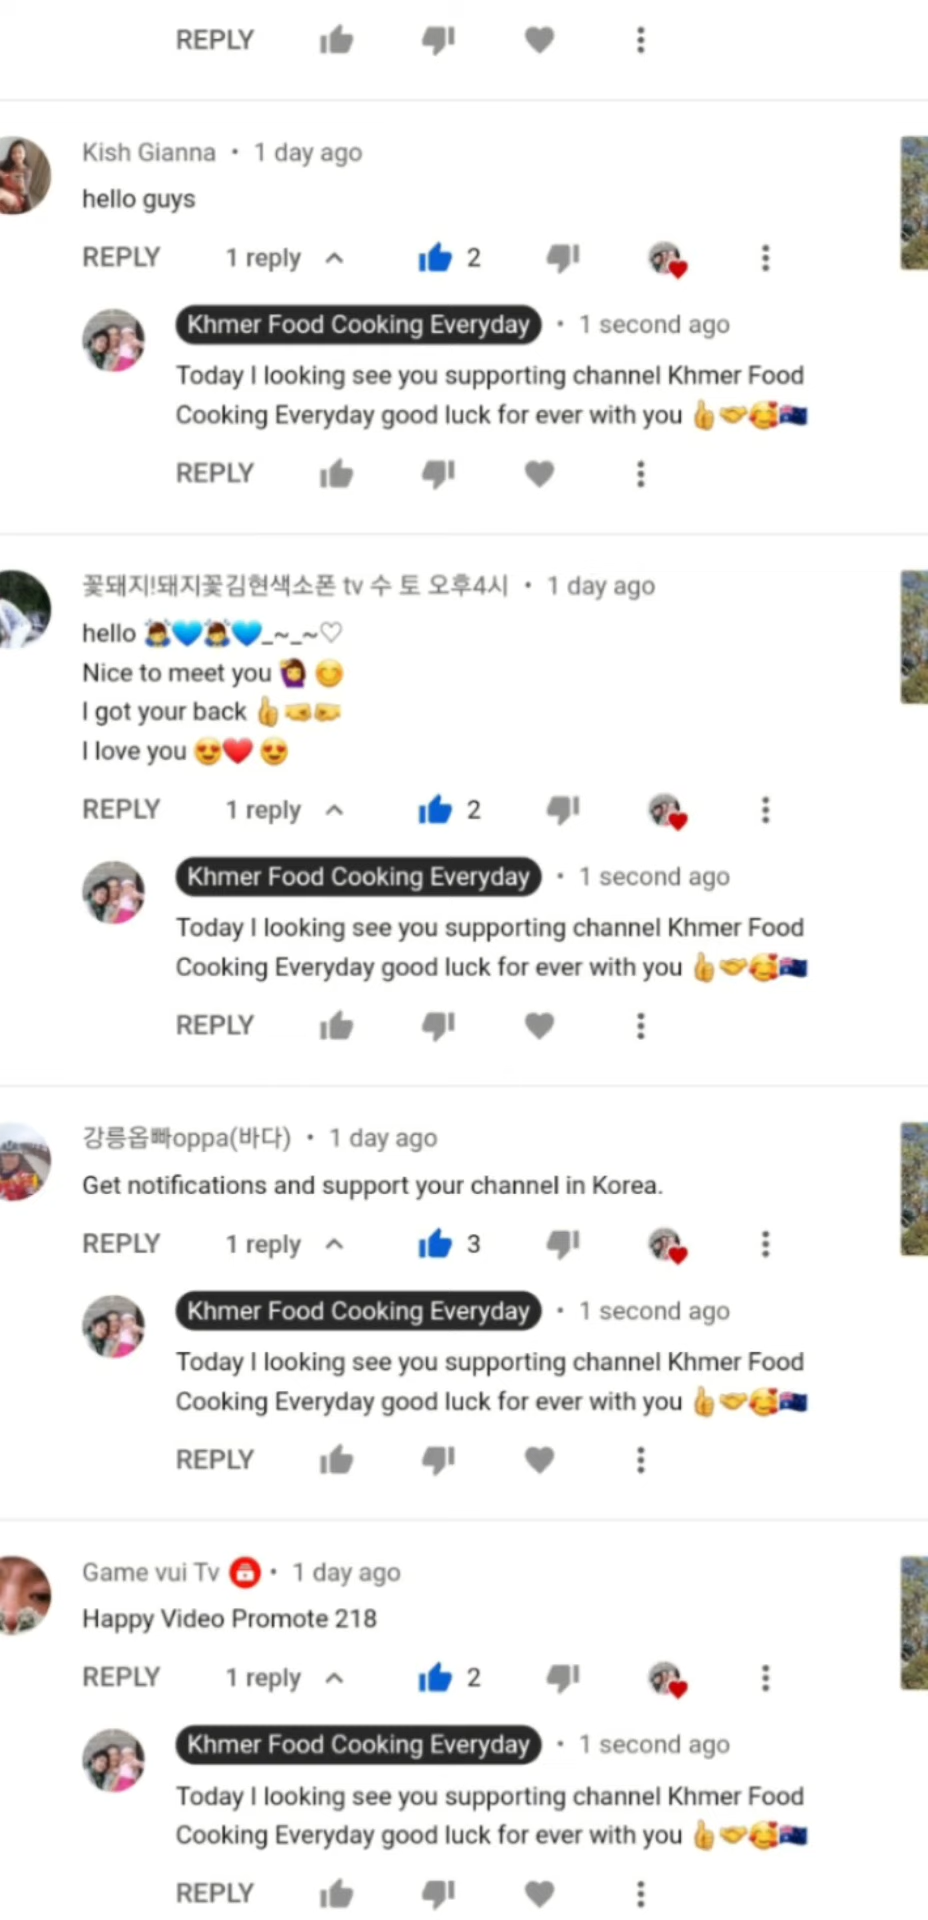 REPLY
Kish Gianna • 1 day ago
hello guys
REPLY 1 reply 2
Khmer Food Cooking Everyday • 1 second ago
Today I looking see you supporting channel Khmer Food
Cooking Everyday good luck for ever with you 👍🤝🥰🇦🇺
REPLY
꽃돼지!돼지꽃김현색소폰 tv 수 토 오후4시 • 1 day ago
hello 🙇💙🙇💙_~_~♡
Nice to meet you 🙋‍♀️ 😊
I got your back 👍🤜🤛
I love you 😍❤️ 😍
REPLY 1 reply 2
Khmer Food Cooking Everyday • 1 second ago
Today I looking see you supporting channel Khmer Food
Cooking Everyday good luck for ever with you 👍🤝🥰🇦🇺
REPLY
강릉옵빠oppa(바다) • 1 day ago
Get notifications and support your channel in Korea.
REPLY 1 reply 3
Khmer Food Cooking Everyday • 1 second ago
Today I looking see you supporting channel Khmer Food
Cooking Everyday good luck for ever with you 👍🤝🥰🇦🇺
REPLY
Game vui Tv • 1 day ago
Happy Video Promote 218
REPLY 1 reply 2
Khmer Food Cooking Everyday • 1 second ago
Today I looking see you supporting channel Khmer Food
Cooking Everyday good luck for ever with you 👍🤝🥰🇦🇺
REPLY